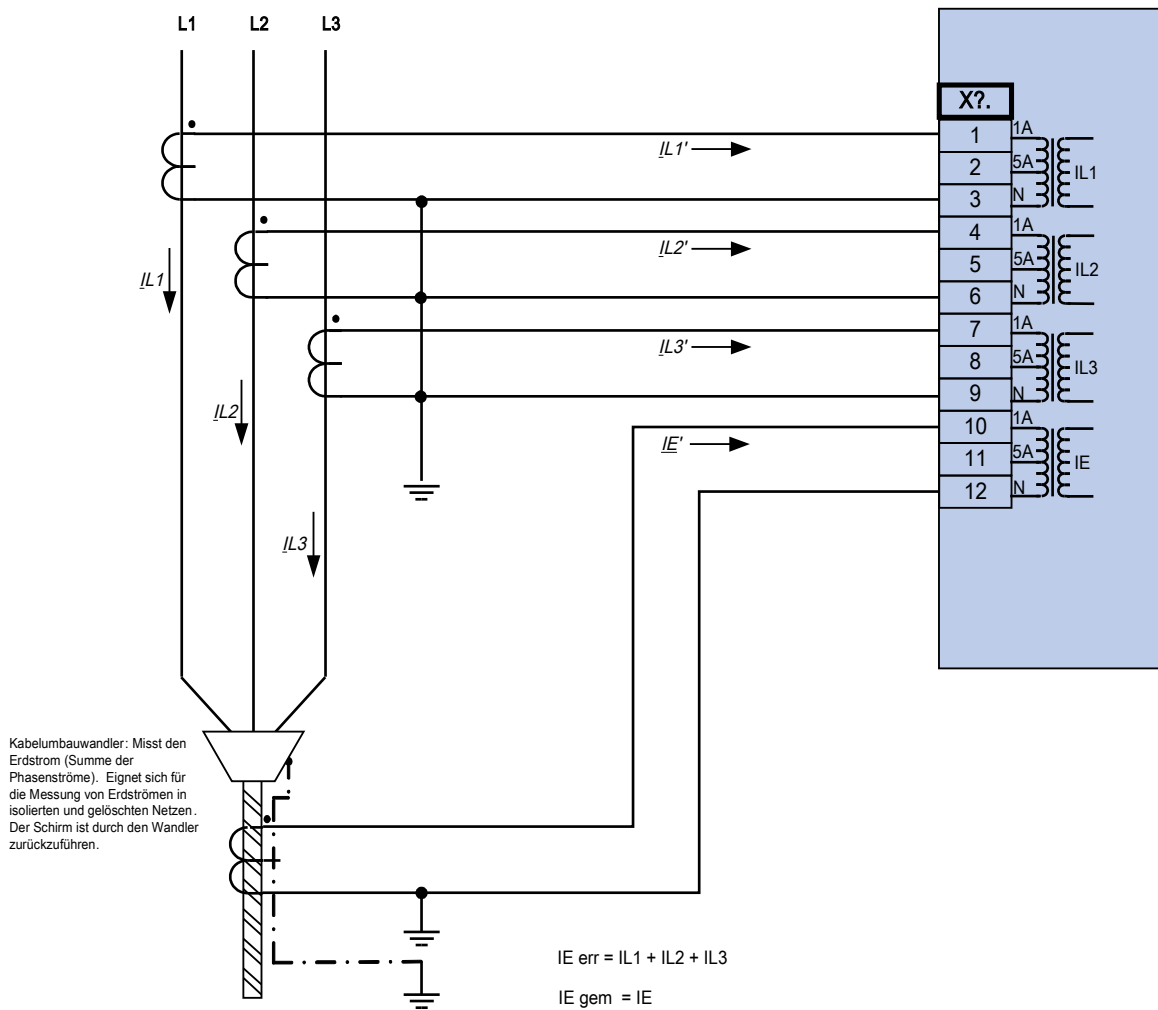 L1 L2 L3
X?.
1 1A
IL1'
2 5A IL1
3 N
4 1A
IL2'
5 5A IL2
6 N
IL1
7 1A
IL3'
8 5A IL3
9 N
IL2
10 1A
IE'
11 5A IE
12 N
IL3
Kabelumbauwandler: Misst den
Erdstrom (Summe der
Phasenströme). Eignet sich für
die Messung von Erdströmen in
isolierten und gelöschten Netzen.
Der Schirm ist durch den Wandler
zurückzuführen.
IE err = IL1 + IL2 + IL3
IE gem = IE